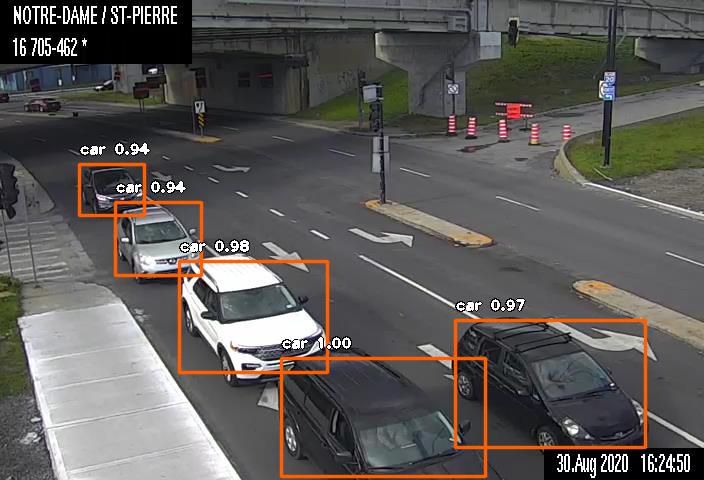 NOTRE-DAME / ST-PIERRE
16 705-462 *
car 0.94
car 0.94
car 0.98
car 1.00
car 0.97
30.Aug 2020 16:24:50